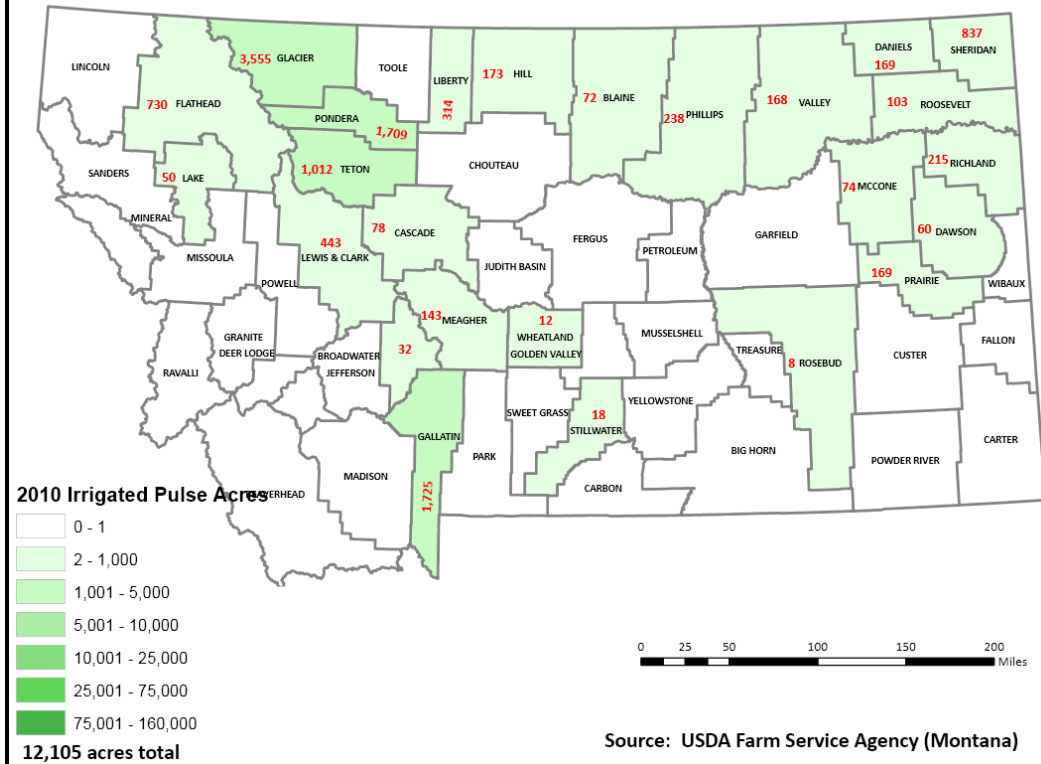 837
DANIELS
SHERIDAN
3,555 GLACIER
TOOLE
LINCOLN
LIBERTY
173 HILL
169
72 BLAINE
168 VALLEY
103 ROOSEVELT
730 FLATHEAD
314
PONDERA
238 PHILLIPS
1,709
CHOUTEAU
215 RICHLAND
1,012 TETON
SANDERS
50 LAKE
74 MCCONE
MINERAL
78 CASCADE
443
LEWIS & CLARK
FERGUS
GARFIELD
60 DAWSON
MISSOULA
JUDITH BASIN
PETROLEUM
POWELL
169
PRAIRIE
WIBAUX
143 MEAGHER
12
WHEATLAND
GOLDEN VALLEY
MUSSELSHELL
GRANITE
DEER LODGE
BROADWATER
JEFFERSON
32
TREASURE
8 ROSEBUD
CUSTER
FALLON
RAVALLI
YELLOWSTONE
SWEET GRASS
18
STILLWATER
GALLATIN
PARK
BIG HORN
CARTER
POWDER RIVER
MADISON
CARBON
1,725
2010 Irrigated Pulse Acres
BEAVERHEAD
0 - 1
2 - 1,000
1,001 - 5,000
5,001 - 10,000
10,001 - 25,000
25,001 - 75,000
75,001 - 160,000
12,105 acres total
0 25 50 100 150 200
Miles
Source: USDA Farm Service Agency (Montana)